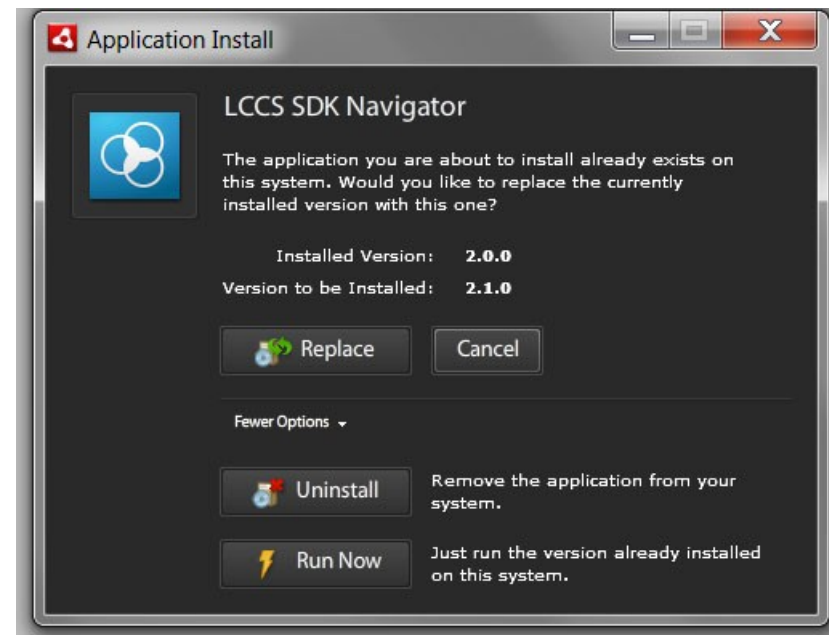 Application Install
LCCS SDK Navigator
The application you are about to install already exists on
this system. Would you like to replace the currently
installed version with this one?
Installed Version: 2.0.0
Version to be Installed: 2.1.0
Replace Cancel
Fewer Options
Uninstall
Remove the application from your
system.
Run Now
Just run the version already installed
on this system.